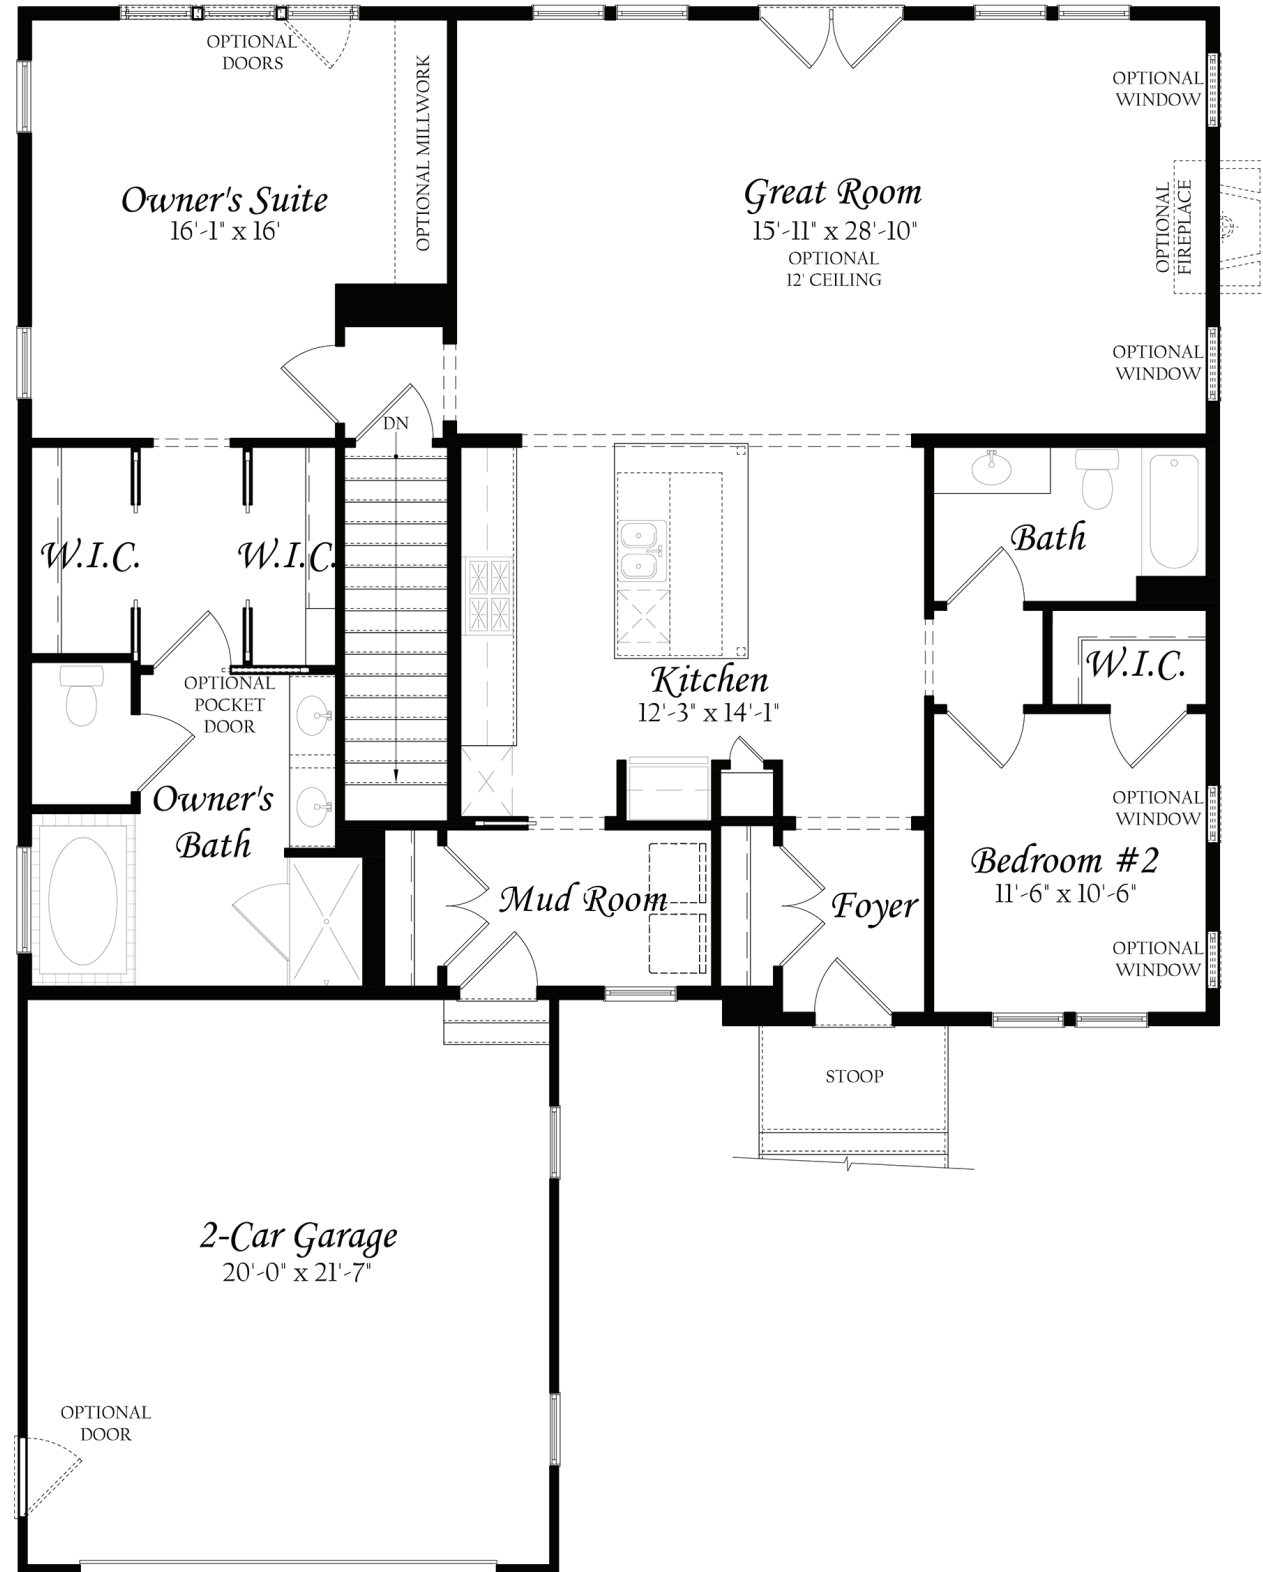 OPTIONAL
DOORS
OPTIONAL MILLWORK
OPTIONAL
WINDOW
Owner's Suite
16'-1" x 16'
Great Room
15'-11" x 28'-10"
OPTIONAL
12' CEILING
OPTIONAL
FIREPLACE
OPTIONAL
WINDOW
DN
W.I.C.
W.I.C.
Bath
Kitchen
12'-3" x 14'-1"
W.I.C.
OPTIONAL
POCKET
DOOR
Owner's
Bath
OPTIONAL
WINDOW
Mud Room
Foyer
Bedroom #2
11'-6" x 10'-6"
OPTIONAL
WINDOW
STOOP
2-Car Garage
20'-0" x 21'-7"
OPTIONAL
DOOR